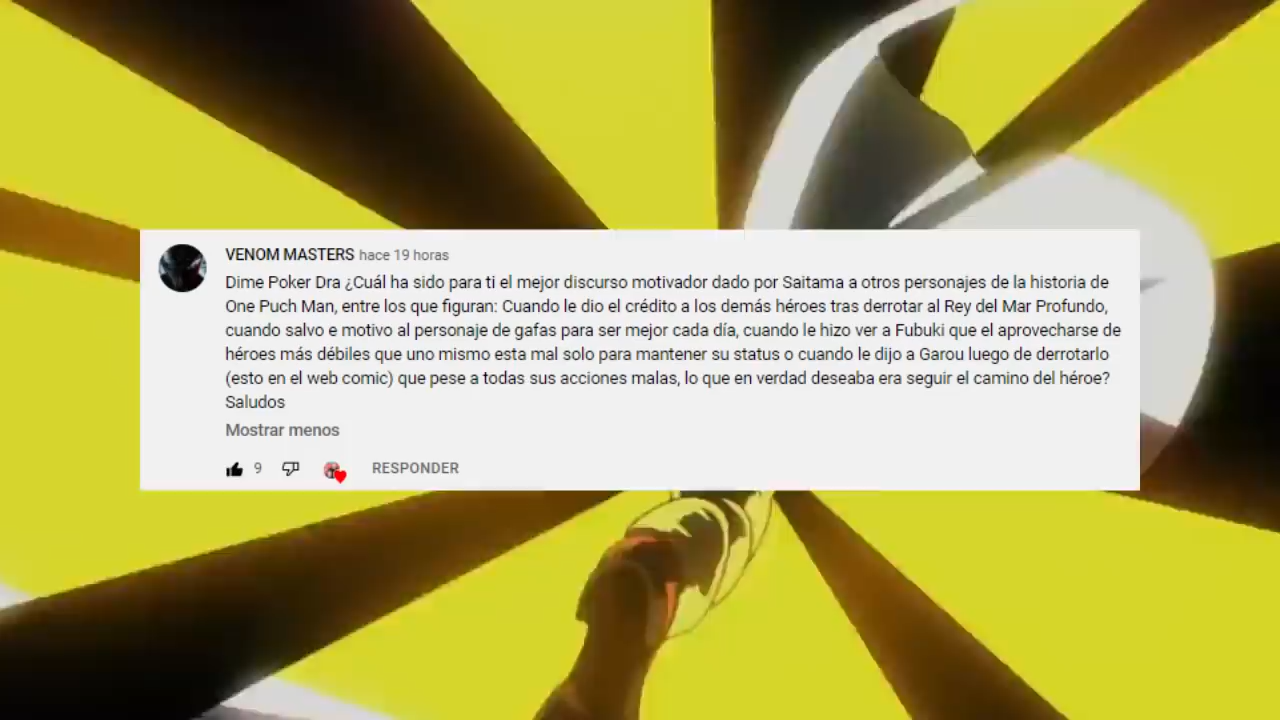 VENOM MASTERS hace 19 horas
Dime Poker Dra ¿Cuál ha sido para ti el mejor discurso motivador dado por Saitama a otros personajes de la historia de
One Puch Man, entre los que figuran: Cuando le dio el crédito a los demás héroes tras derrotar al Rey del Mar Profundo,
cuando salvo e motivo al personaje de gafas para ser mejor cada día, cuando le hizo ver a Fubuki que el aprovecharse de
héroes más débiles que uno mismo esta mal solo para mantener su status o cuando le dijo a Garou luego de derrotarlo
(esto en el web comic) que pese a todas sus acciones malas, lo que en verdad deseaba era seguir el camino del héroe?
Saludos
Mostrar menos
9 RESPONDER